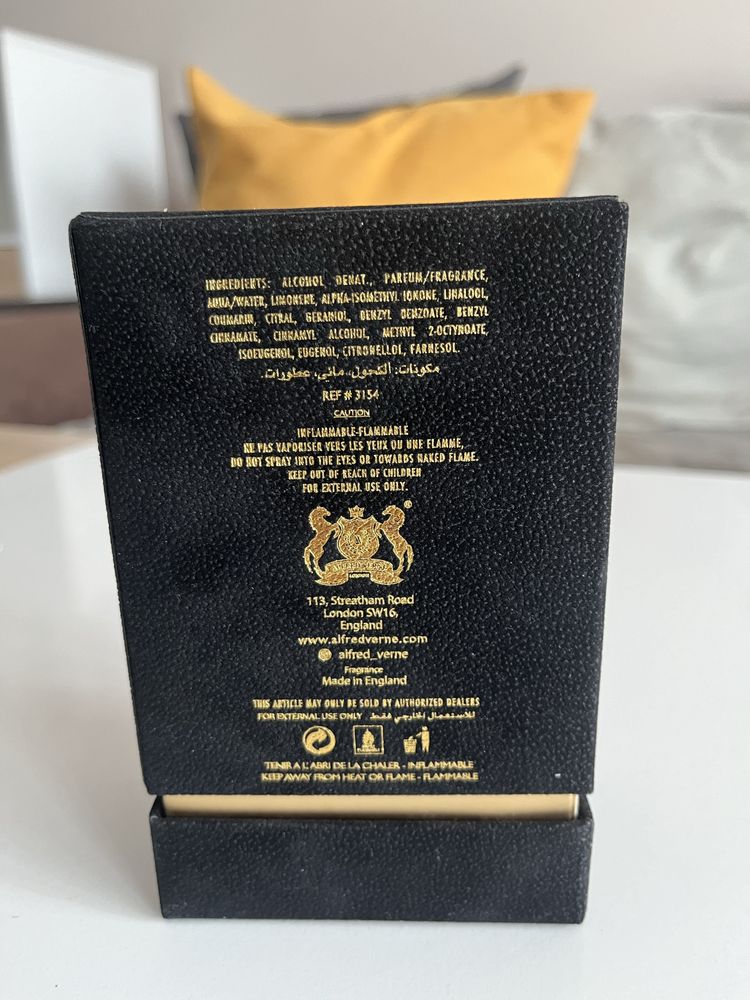 INGREDIENTS: ALCOHOL DENAT., PARFUM/FRAGRANCE,
AQUA/WATER, LIMONENE, ALPHA-ISOMETHYL IONONE, LINALOOL,
COUMARIN, CITRAL, GERANIOL, BENZYL BENZOATE, BENZYL
CINNAMATE, CINNAMYL ALCOHOL, METHYL 2-OCTYNOATE,
ISOEUGENOL, EUGENOL, CITRONELLOL, FARNESOL.
مكونات: الكحول، مائي، عطورات.
REF # 3154
CAUTION
INFLAMMABLE-FLAMMABLE
NE PAS VAPORISER VERS LES YEUX OU UNE FLAMME,
DO NOT SPRAY INTO THE EYES OR TOWARDS NAKED FLAME.
KEEP OUT OF REACH OF CHILDREN
FOR EXTERNAL USE ONLY.
ALFRED VERNE
LONDON
113, Streatham Road
London SW16,
England
www.alfredverne.com
alfred_verne
Fragrance
Made in England
THIS ARTICLE MAY ONLY BE SOLD BY AUTHORIZED DEALERS
FOR EXTERNAL USE ONLY للاستعمال الخارجي فقط
TENIR A L'ABRI DE LA CHALER - INFLAMMABLE
KEEP AWAY FROM HEAT OR FLAME - FLAMMABLE